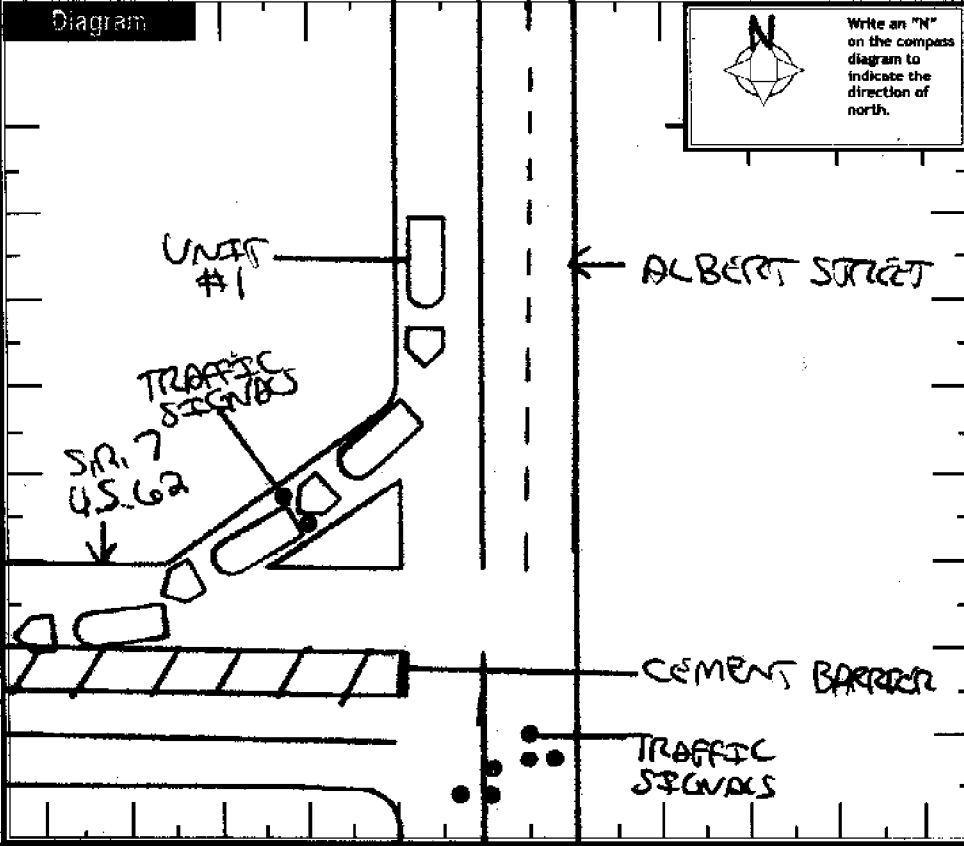 Diagram
N
Write an "N"
on the compass
diagram to
indicate the
direction of
north.
UNIT
#1
ALBERT STREET
TRAFFIC
SIGNALS
S.R. 7
U.S. 62
CEMENT BARRIER
TRAFFIC
SIGNALS